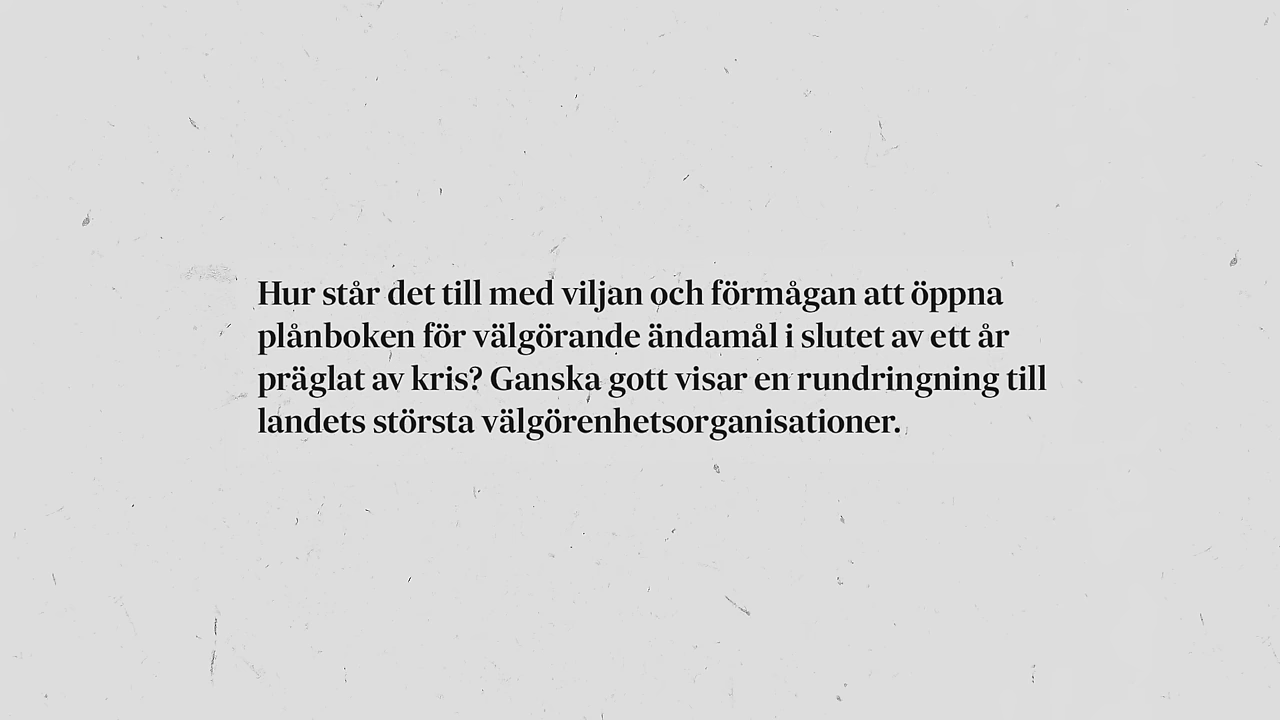 Hur står det till med viljan och förmågan att öppna
plånboken för välgörande ändamål i slutet av ett år
präglat av kris? Ganska gott visar en rundringning till
landets största välgörenhetsorganisationer.